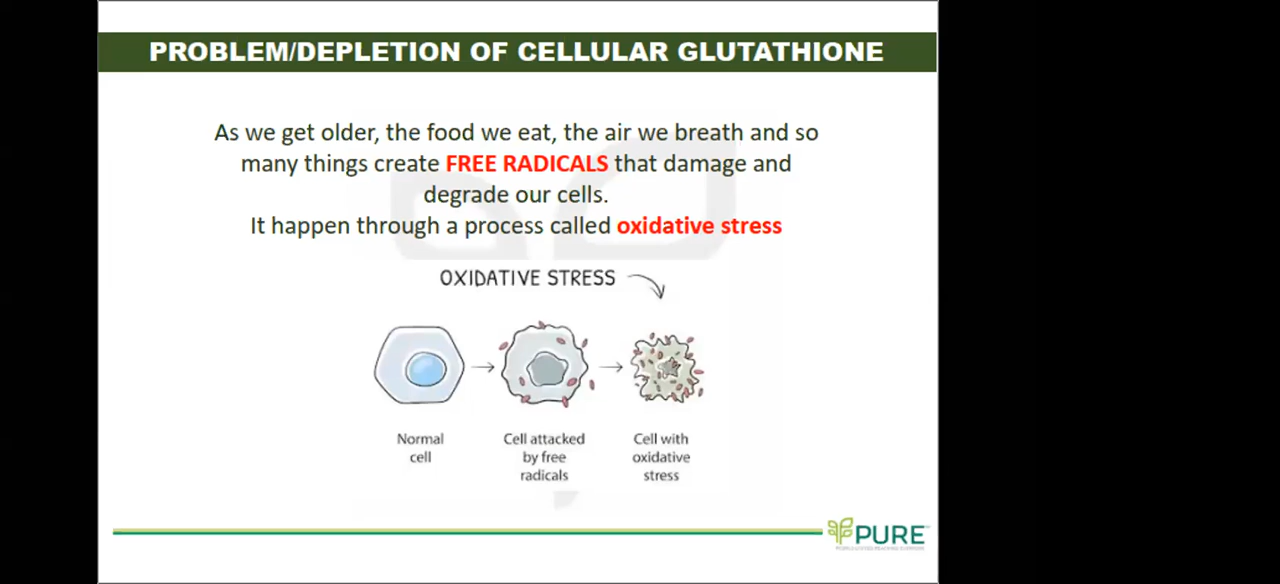 PROBLEM/DEPLETION OF CELLULAR GLUTATHIONE
As we get older, the food we eat, the air we breath and so
many things create FREE RADICALS that damage and
degrade our cells.
It happen through a process called oxidative stress
OXIDATIVE STRESS
Normal
cell
Cell attacked
by free
radicals
Cell with
oxidative
stress
PURE